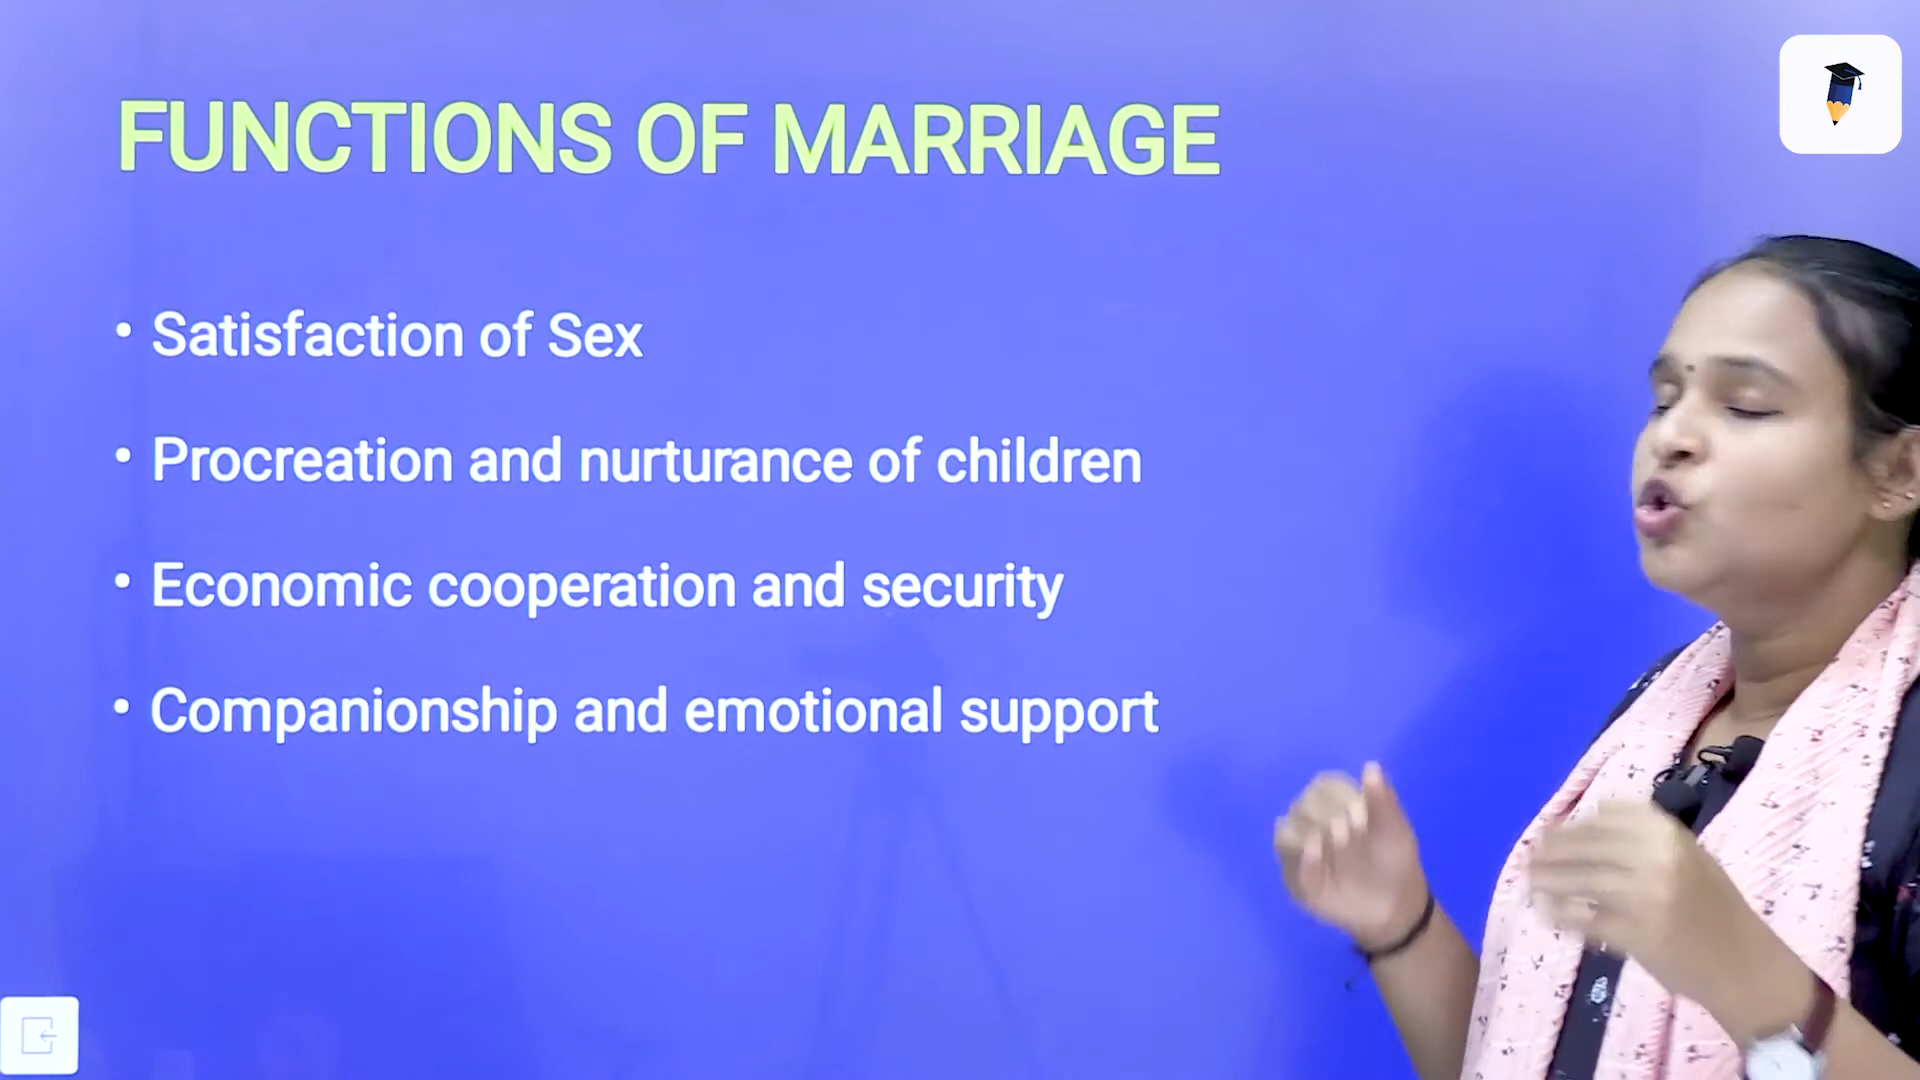 FUNCTIONS OF MARRIAGE
• Satisfaction of Sex
• Procreation and nurturance of children
• Economic cooperation and security
• Companionship and emotional support